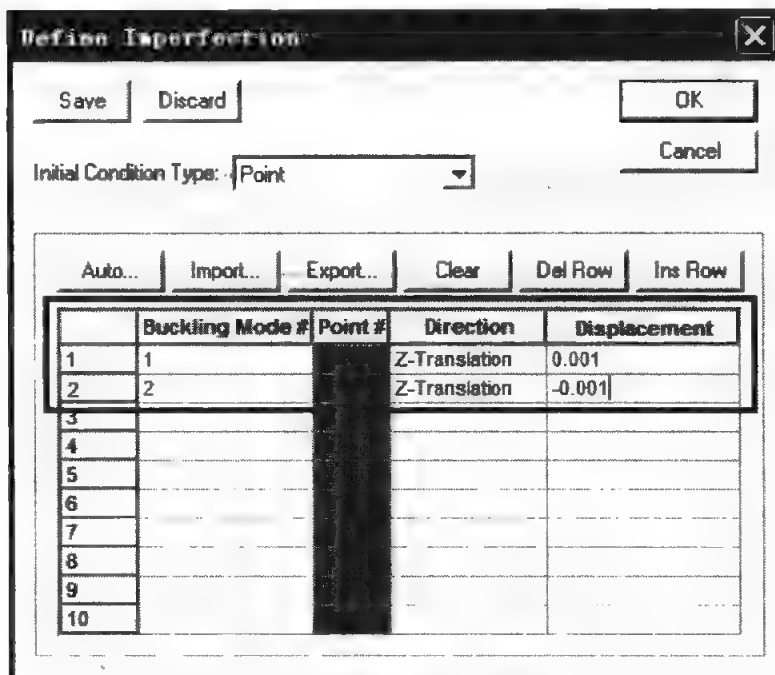 Define Imperfection
Save Discard OK
Cancel
Initial Condition Type: Point
Auto... Import... Export... Clear Del Row Ins Row
Buckling Mode # Point # Direction Displacement
1 1 Z-Translation 0.001
2 2 Z-Translation -0.001
3
4
5
6
7
8
9
10